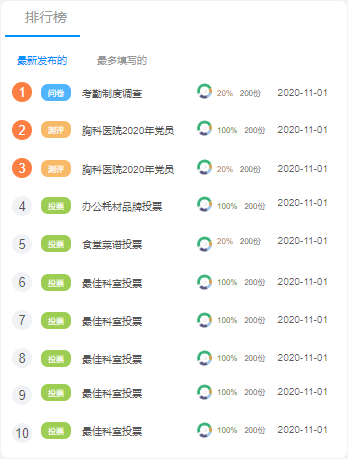 排行榜
最新发布的 最多填写的
1 问卷 考勤制度调查 20% 200份 2020-11-01
2 测评 胸科医院2020年党员 100% 200份 2020-11-01
3 测评 胸科医院2020年党员 20% 200份 2020-11-01
4 投票 办公耗材品牌投票 100% 200份 2020-11-01
5 投票 食堂菜谱投票 20% 200份 2020-11-01
6 投票 最佳科室投票 100% 200份 2020-11-01
7 投票 最佳科室投票 100% 200份 2020-11-01
8 投票 最佳科室投票 100% 200份 2020-11-01
9 投票 最佳科室投票 100% 200份 2020-11-01
10 投票 最佳科室投票 100% 200份 2020-11-01